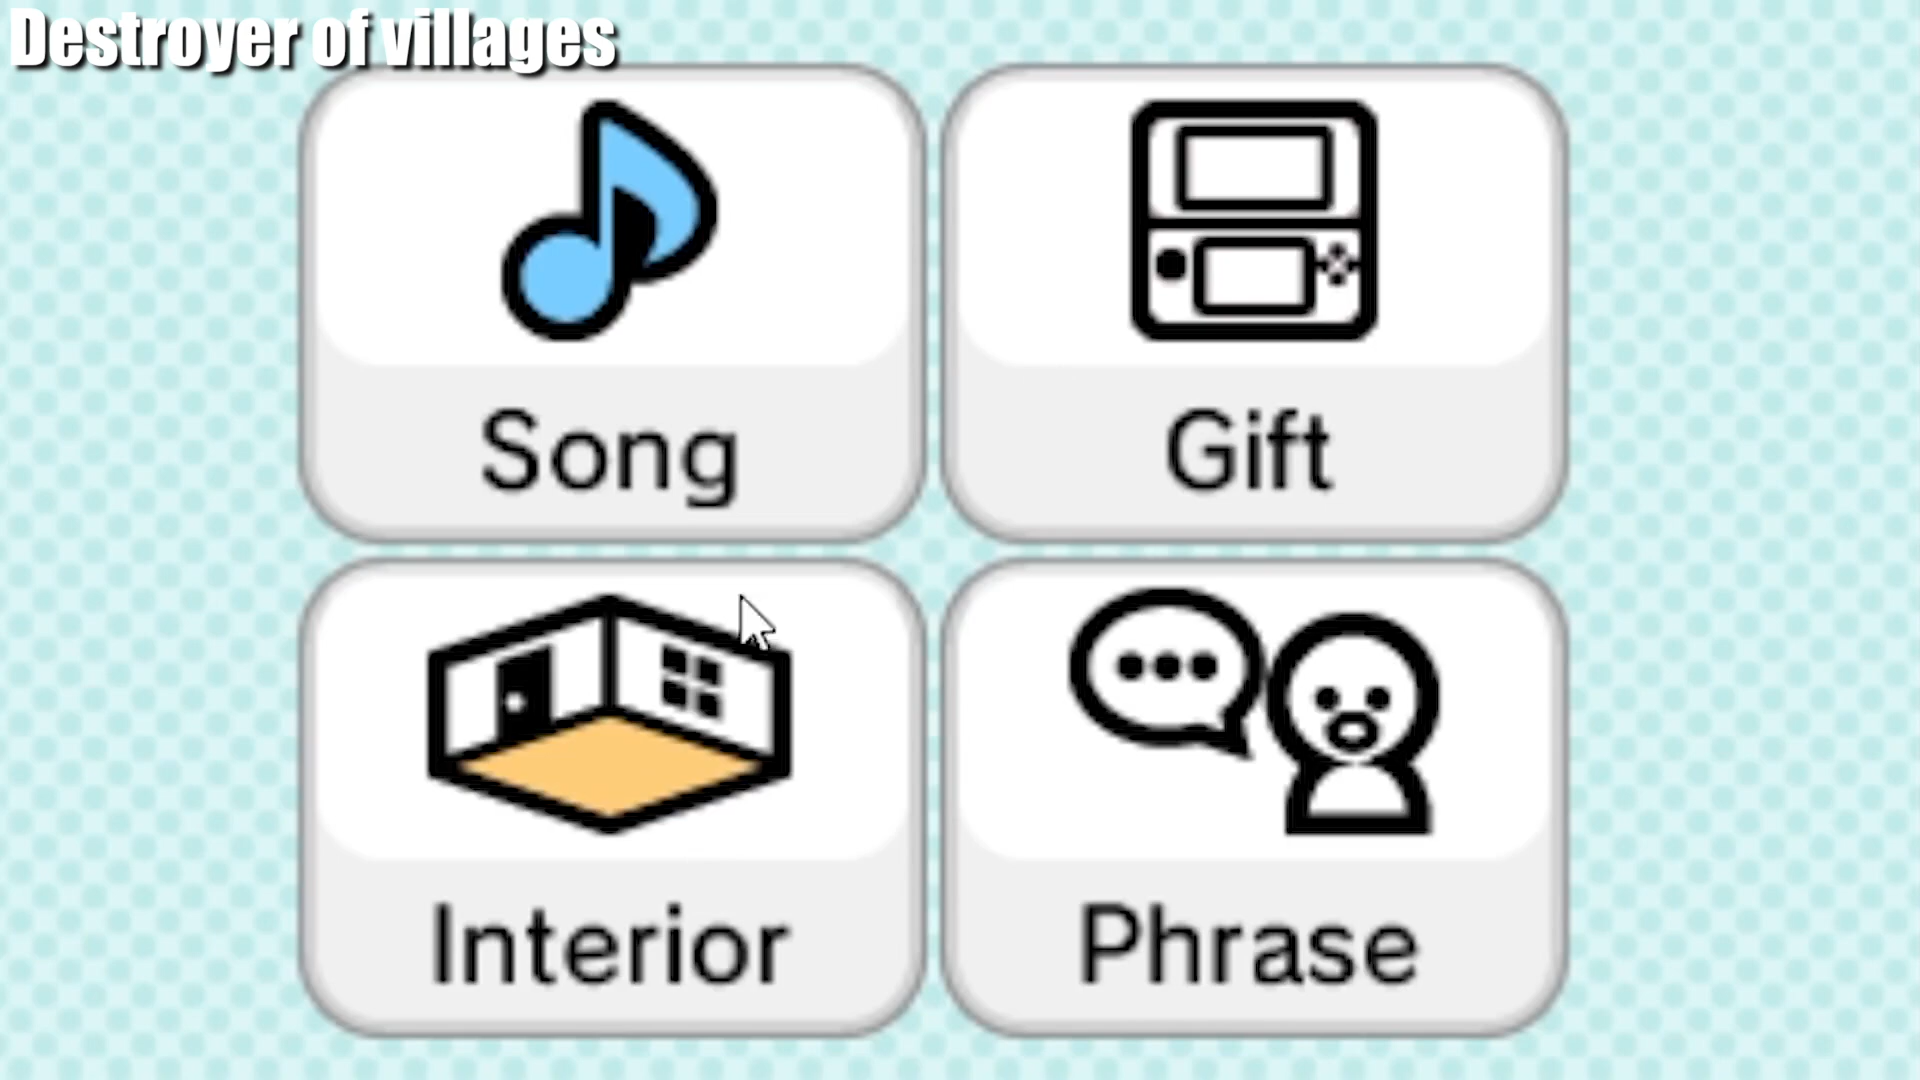 Destroyer of villages
Song
Gift
Interior
Phrase